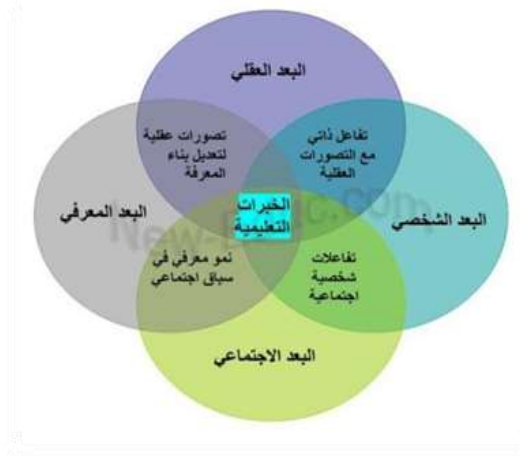 البعد العقلي
تفاعل ذاتي
مع التصورات
العقلية
تصورات عقلية
لتعديل بناء
المعرفة
البعد الشخصي
الخبرات
التعليمية
البعد المعرفي
تفاعلات
شخصية
اجتماعية
نمو معرفي في
سياق اجتماعي
البعد الاجتماعي